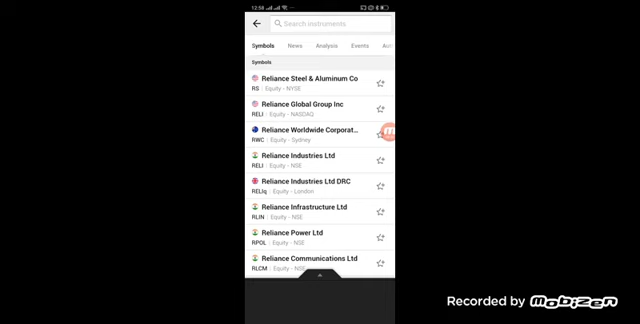 12:58
Search instruments
Symbols News Analysis Events
Symbols
Reliance Steel & Aluminum Co
RS | Equity - NYSE
Reliance Global Group Inc
RELI | Equity - NASDAQ
Reliance Worldwide Corporat...
RWC | Equity - Sydney
Reliance Industries Ltd
RELI | Equity - NSE
Reliance Industries Ltd DRC
RELIq | Equity - London
Reliance Infrastructure Ltd
RLIN | Equity - NSE
Reliance Power Ltd
RPOL | Equity - NSE
Reliance Communications Ltd
RLCM | Equity - NSE
Recorded by Mobizen